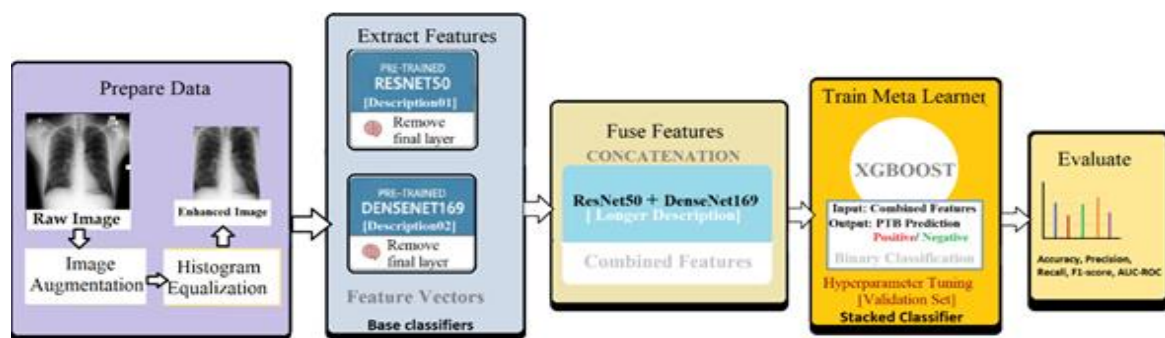 Prepare Data
Raw Image
Enhanced Image
Image
Augmentation
Histogram
Equalization
Extract Features
PRE-TRAINED
RESNET50
[Description01]
Remove
final layer
PRE-TRAINED
DENSENET169
[Description02]
Remove
final layer
Feature Vectors
Base classifiers
Fuse Features
CONCATENATION
ResNet50 + DenseNet169
[ Longer Description]
Combined Features
Train Meta Learner
XGBOOST
Input: Combined Features
Output: PTB Prediction
Positive/ Negative
Binary Classification
Hyperparameter Tuning
[Validation Set]
Stacked Classifier
Evaluate
Accuracy, Precision,
Recall, F1-score, AUC-ROC